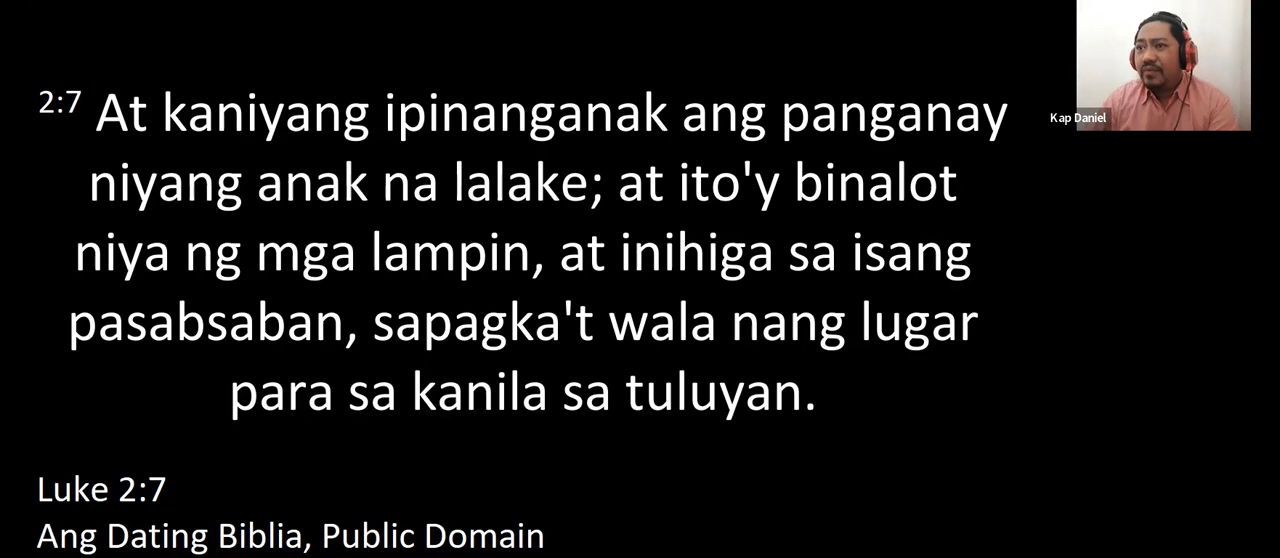 2:7 At kaniyang ipinanganak ang panganay
niyang anak na lalake; at ito'y binalot
niya ng mga lampin, at inihiga sa isang
pasabsaban, sapagka't wala nang lugar
para sa kanila sa tuluyan.
Luke 2:7
Ang Dating Biblia, Public Domain
Kap Daniel